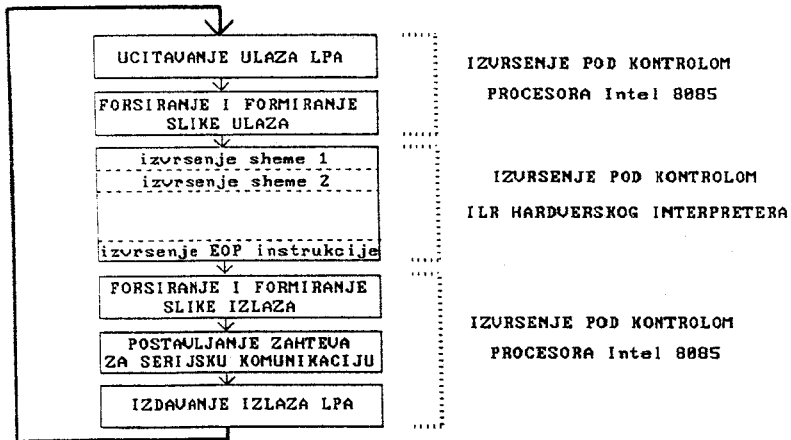 UCITAVANJE ULAZA LPA
FORSIRANJE I FORMIRANJE
SLIKE ULAZA
IZVRSENJE POD KONTROLOM
PROCESORA Intel 8085
izvrsenje sheme 1
izvrsenje sheme 2
izvrsenje EOP instrukcije
IZVRSENJE POD KONTROLOM
ILR HARDVERSKOG INTERPRETERA
FORSIRANJE I FORMIRANJE
SLIKE IZLAZA
POSTAVLJANJE ZAHTEVA
ZA SERIJSKU KOMUNIKACIJU
IZDAVANJE IZLAZA LPA
IZVRSENJE POD KONTROLOM
PROCESORA Intel 8085